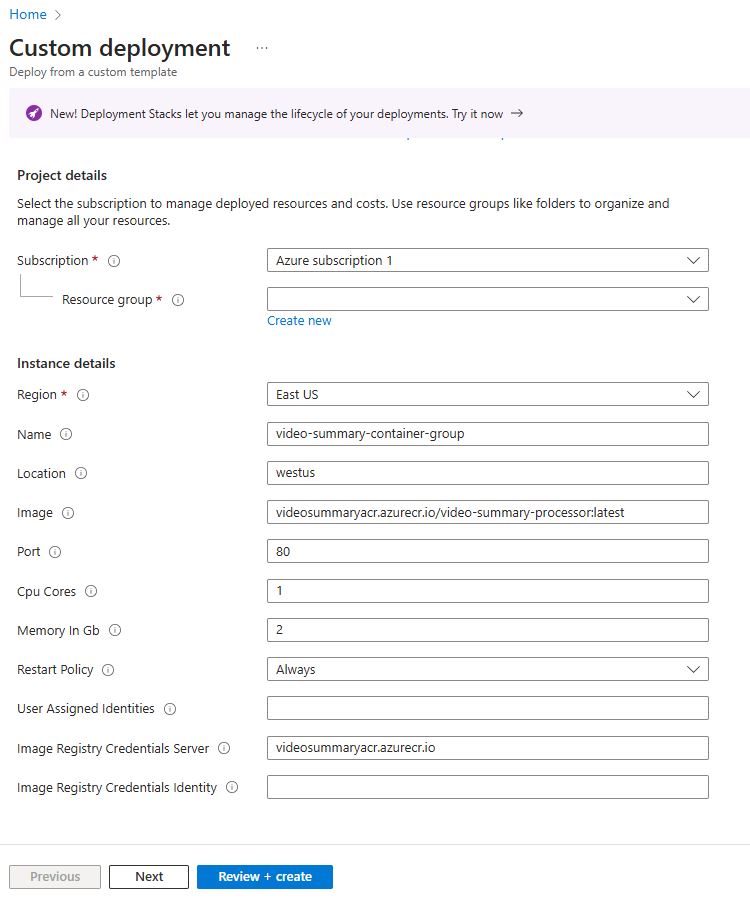 Home >
Custom deployment ...
Deploy from a custom template
New! Deployment Stacks let you manage the lifecycle of your deployments. Try it now →
Project details
Select the subscription to manage deployed resources and costs. Use resource groups like folders to organize and
manage all your resources.
Subscription * Azure subscription 1
Resource group *
Create new
Instance details
Region * East US
Name video-summary-container-group
Location westus
Image videosummaryacr.azurecr.io/video-summary-processor:latest
Port 80
Cpu Cores 1
Memory In Gb 2
Restart Policy Always
User Assigned Identities
Image Registry Credentials Server videosummaryacr.azurecr.io
Image Registry Credentials Identity
Previous Next Review + create